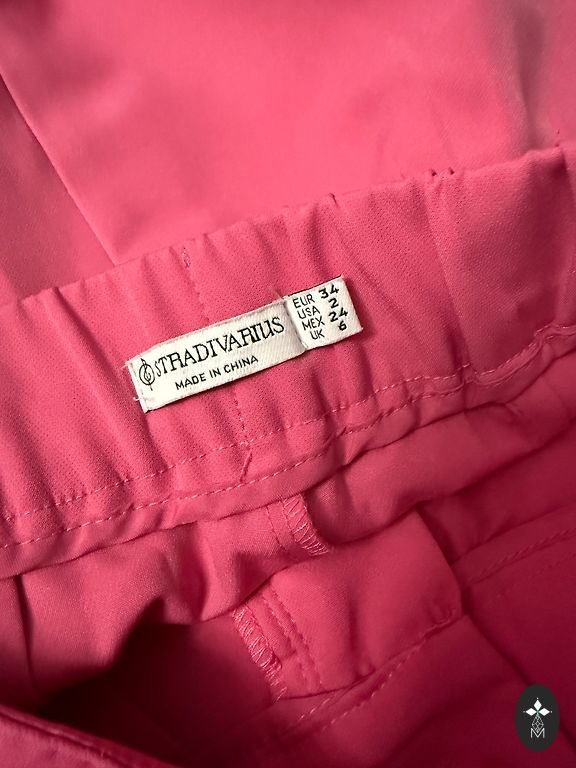 STRADIVARIUS
MADE IN CHINA
EUR 34
USA 2
MEX 24
UK 6
M